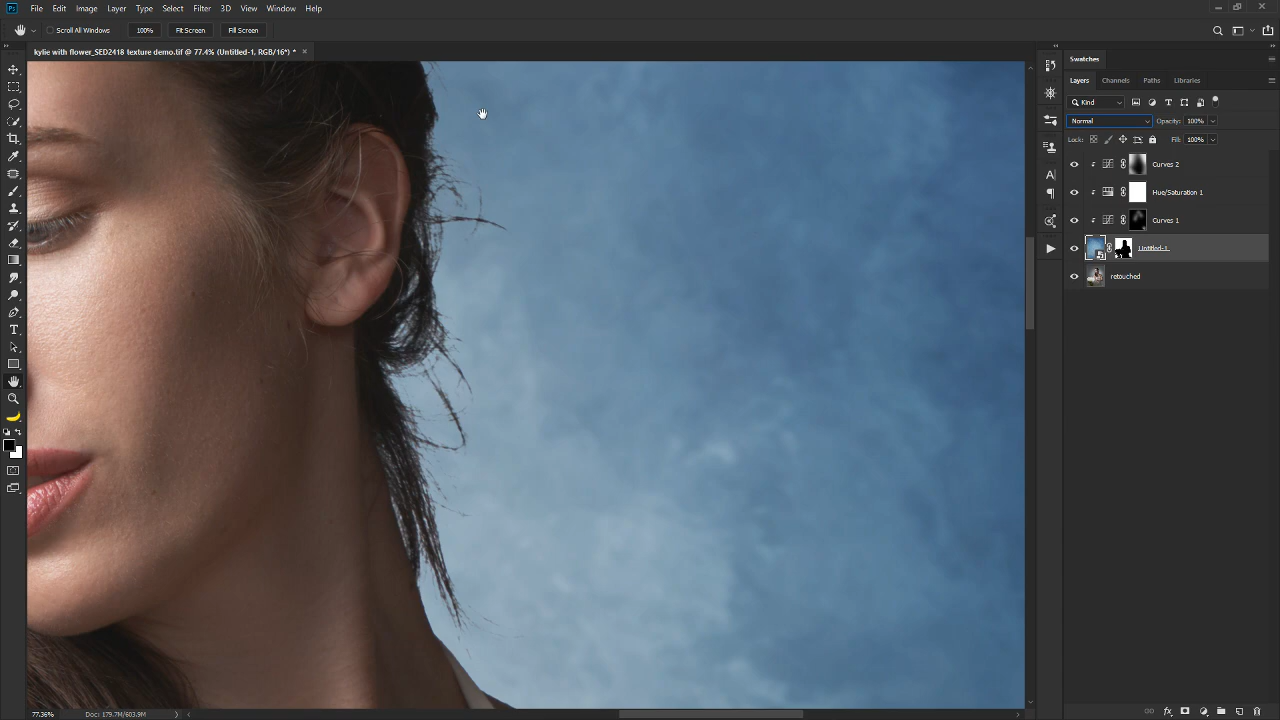 Ps File Edit Image Layer Type Select Filter 3D View Window Help
Scroll All Windows 100% Fit Screen Fill Screen
kylie with flower_SED2418 texture demo.tif @ 77.4% (Untitled-1, RGB/16*) *
Swatches
Layers Channels Paths Libraries
Kind
Normal Opacity: 100%
Lock: Fill: 100%
Curves 2
Hue/Saturation 1
Curves 1
Untitled-1
retouched
77.36% Doc: 179.7M/603.9M